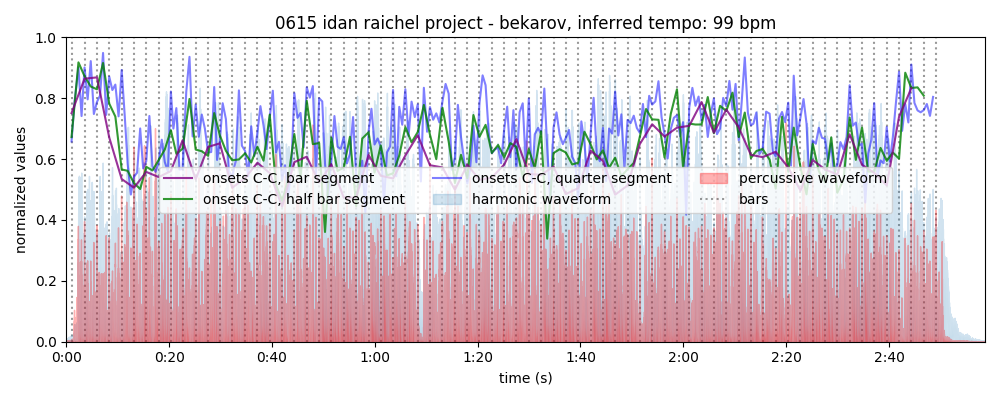 0615 idan raichel project - bekarov, inferred tempo: 99 bpm
1.0
0.8
0.6
0.4
0.2
0.0
normalized values
onsets C-C, bar segment
onsets C-C, half bar segment
onsets C-C, quarter segment
harmonic waveform
percussive waveform
bars
0:00 0:20 0:40 1:00 1:20 1:40 2:00 2:20 2:40
time (s)